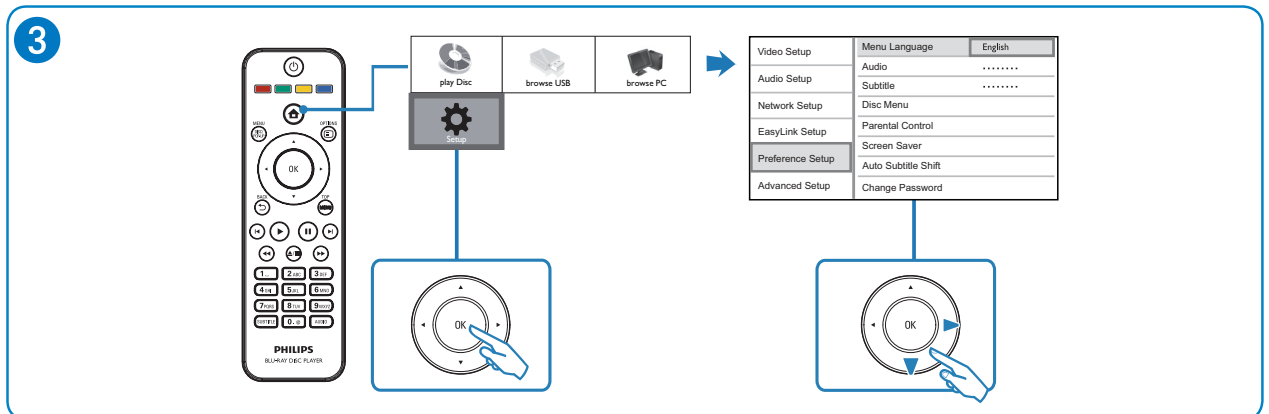 3
play Disc
browse USB
browse PC
Setup
Video Setup
Audio Setup
Network Setup
EasyLink Setup
Preference Setup
Advanced Setup
Menu Language English
Audio ········
Subtitle ········
Disc Menu
Parental Control
Screen Saver
Auto Subtitle Shift
Change Password
MENU
OPTIONS
OK
BACK
TOP
MENU
1
2 ABC 3 DEF
4 GHI 5 JKL 6 MNO
7 PQRS 8 TUV 9 WXYZ
SUBTITLE 0. @ AUDIO
PHILIPS
BLU-RAY DISC PLAYER
OK
OK